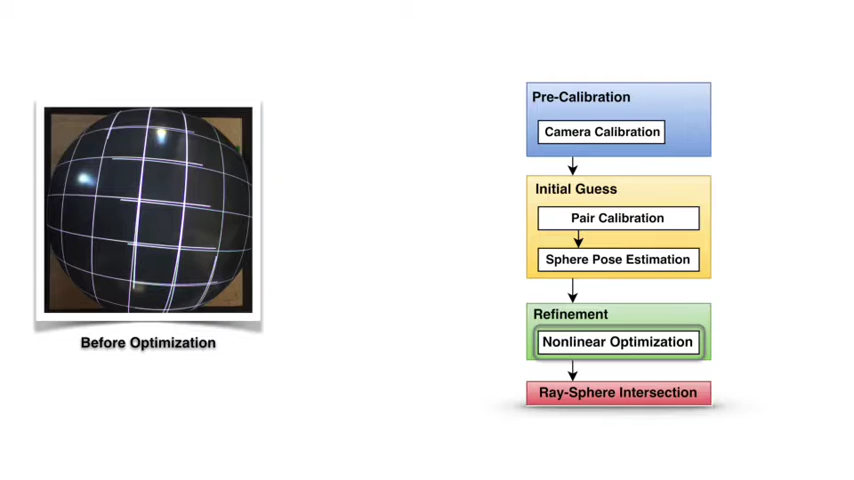 Pre-Calibration
Camera Calibration
Initial Guess
Pair Calibration
Sphere Pose Estimation
Refinement
Nonlinear Optimization
Ray-Sphere Intersection
Before Optimization